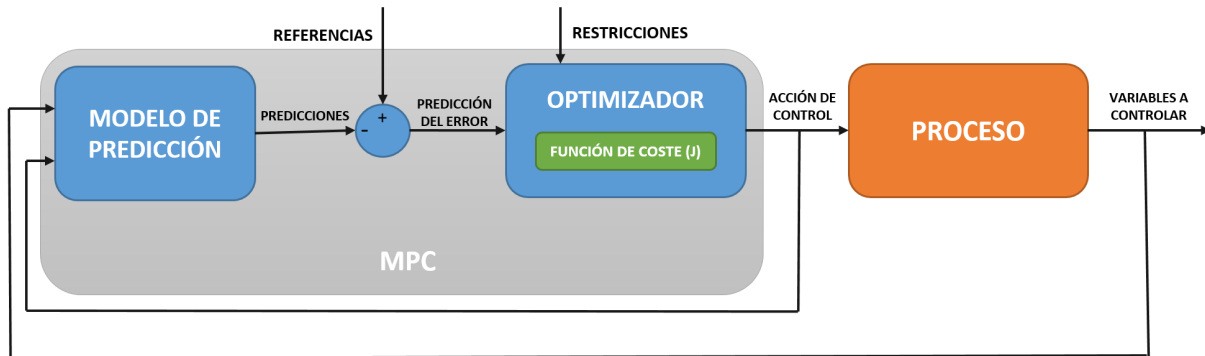 REFERENCIAS
RESTRICCIONES
MODELO DE
PREDICCIÓN
PREDICCIONES
+
-
PREDICCIÓN
DEL ERROR
OPTIMIZADOR
FUNCIÓN DE COSTE (J)
ACCIÓN DE
CONTROL
PROCESO
VARIABLES A
CONTROLAR
MPC